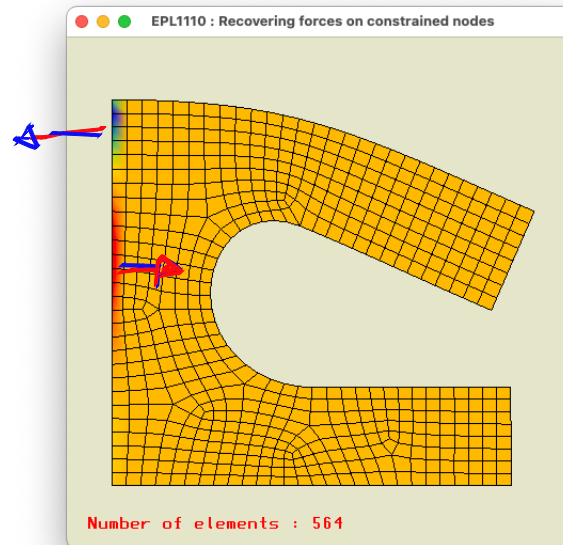 EPL1110 : Recovering forces on constrained nodes
Number of elements : 564